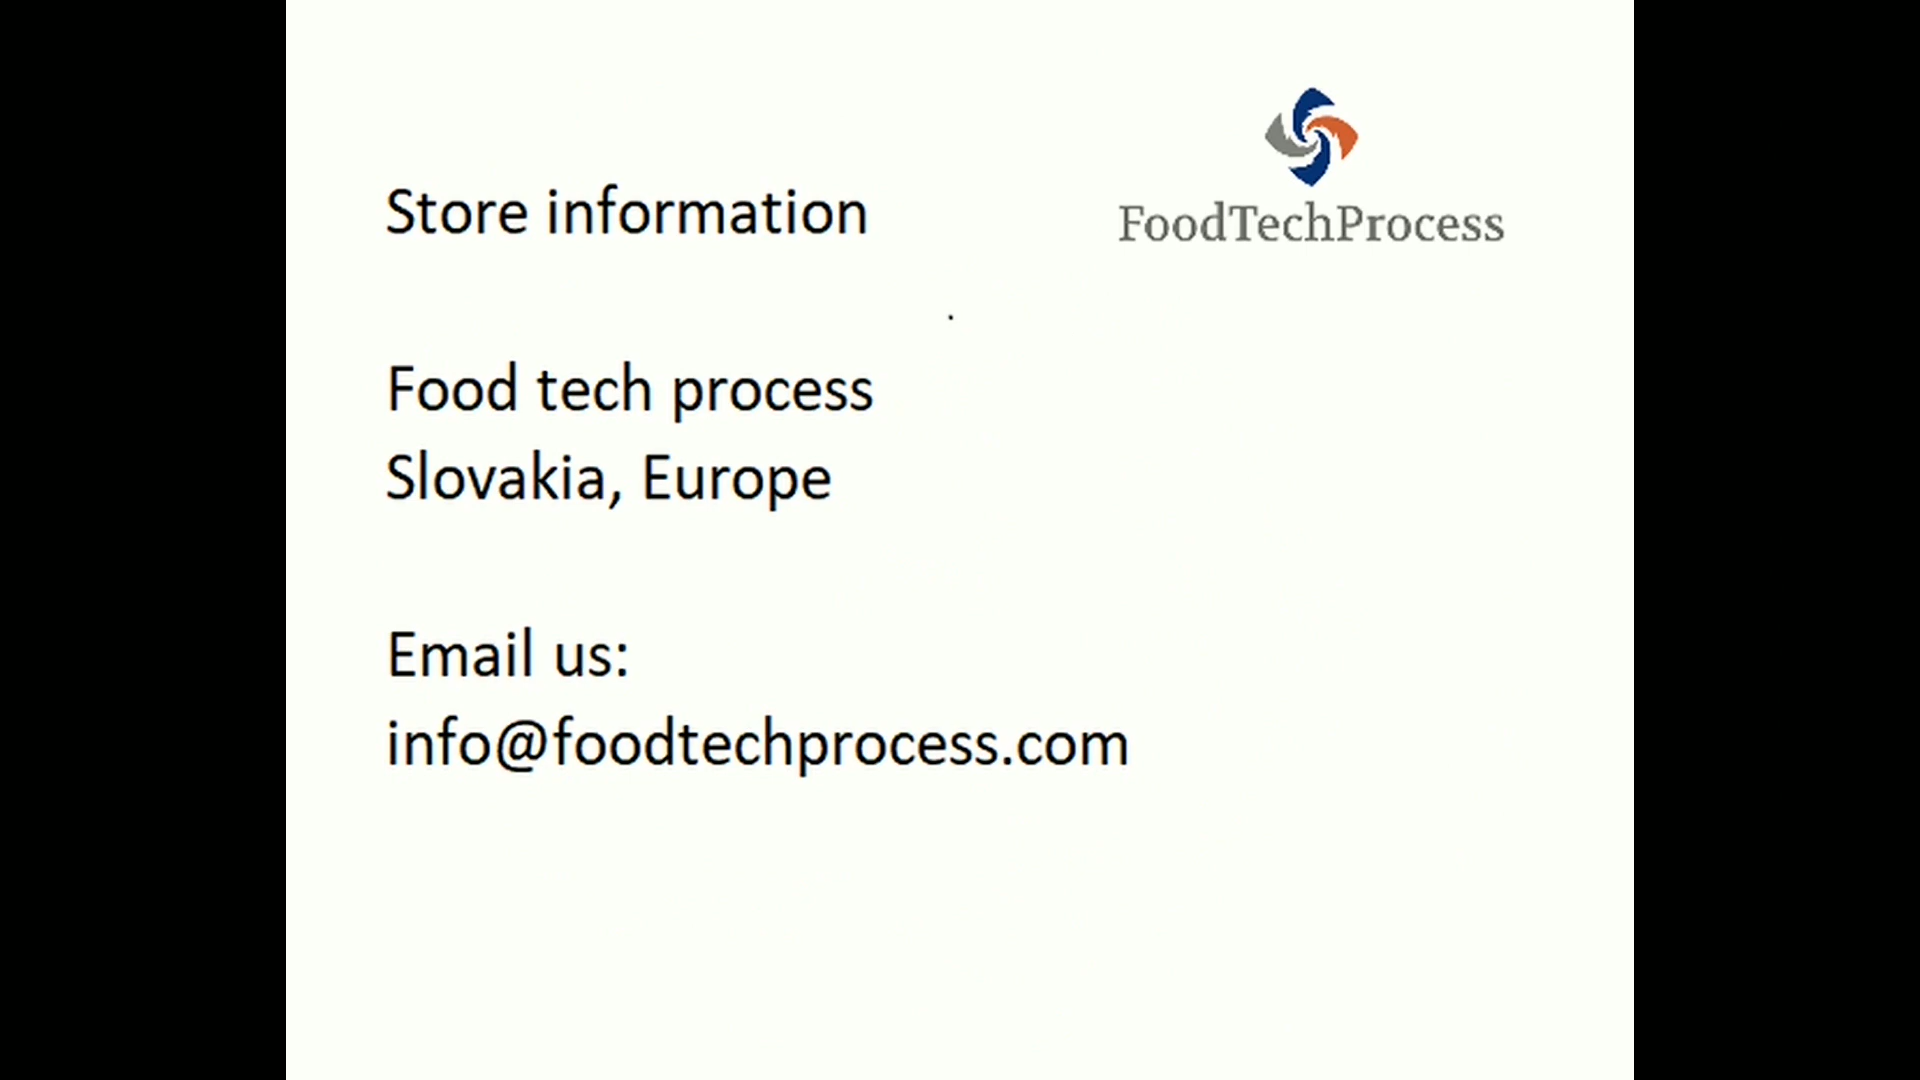 Store information
FoodTechProcess
Food tech process
Slovakia, Europe
Email us:
info@foodtechprocess.com